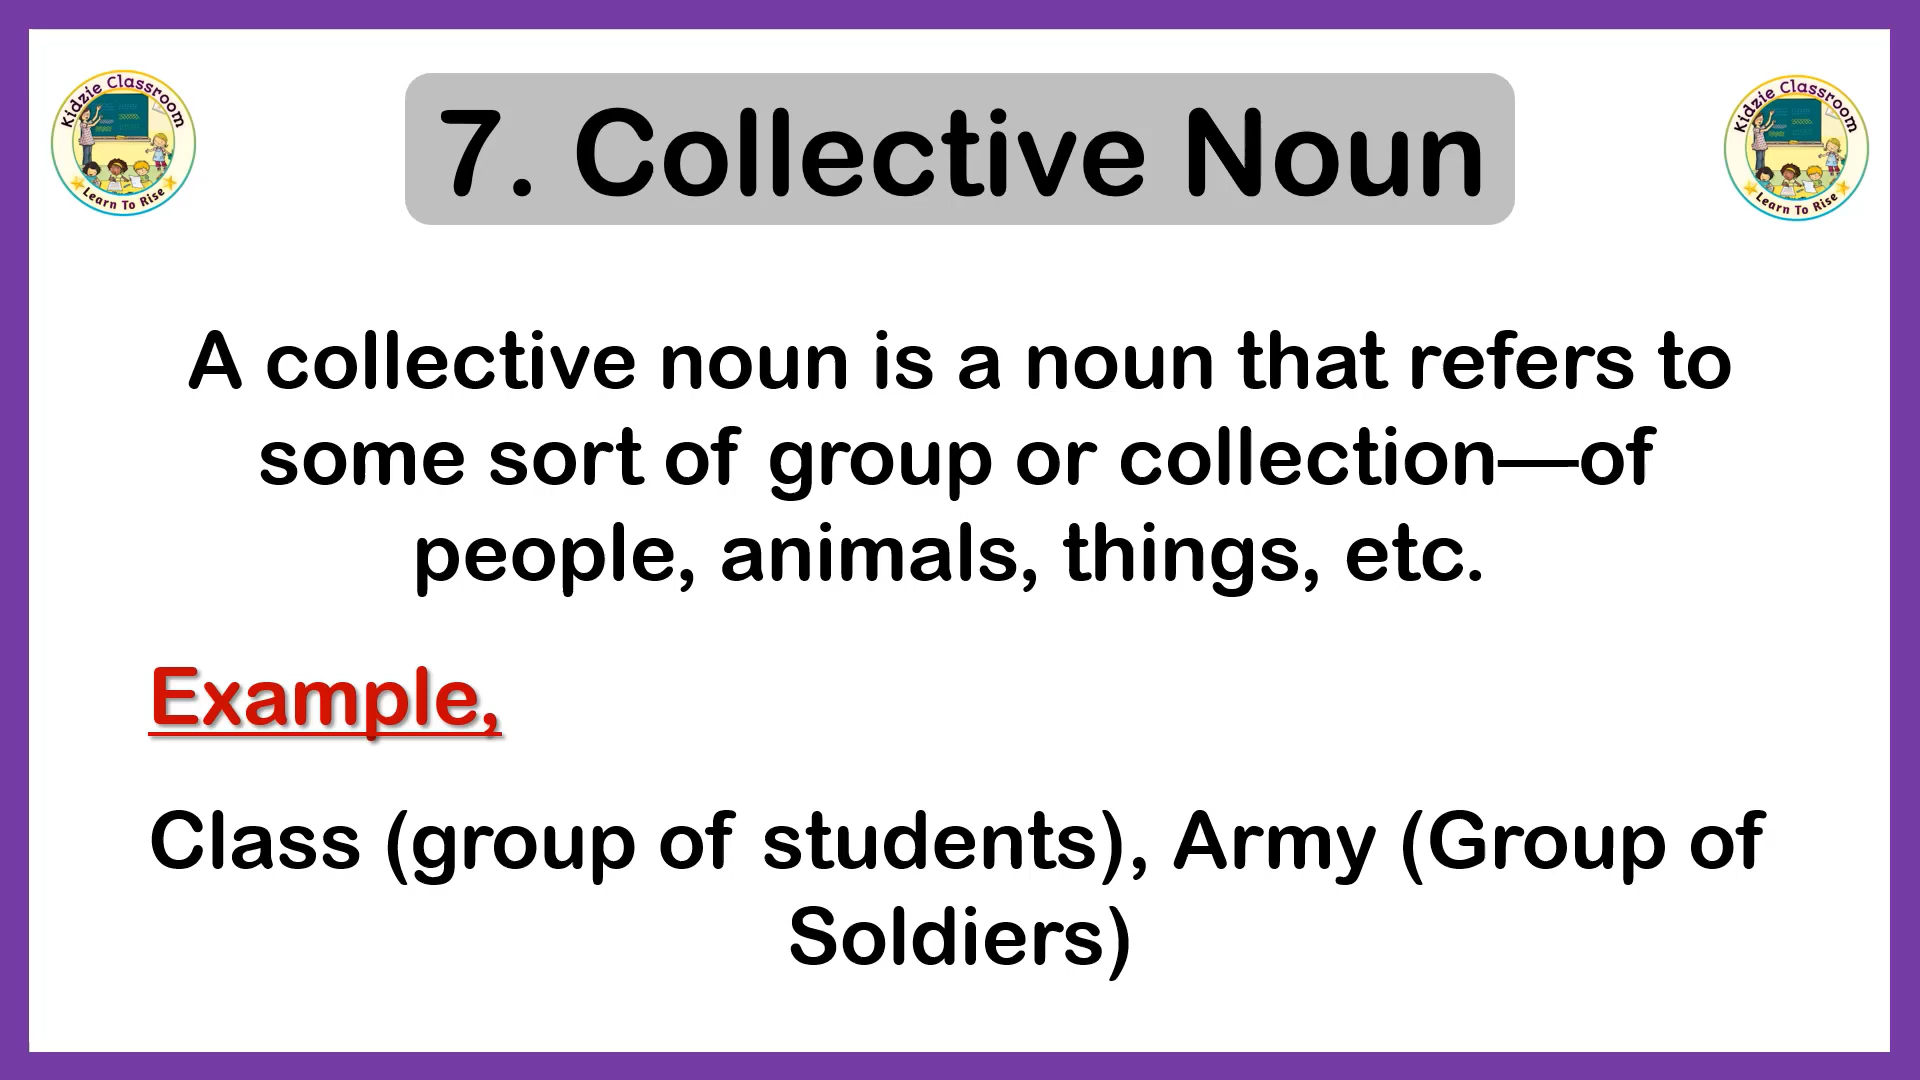 Kidzie Classroom
Learn To Rise
7. Collective Noun
Kidzie Classroom
Learn To Rise
A collective noun is a noun that refers to
some sort of group or collection—of
people, animals, things, etc.
Example,
Class (group of students), Army (Group of
Soldiers)